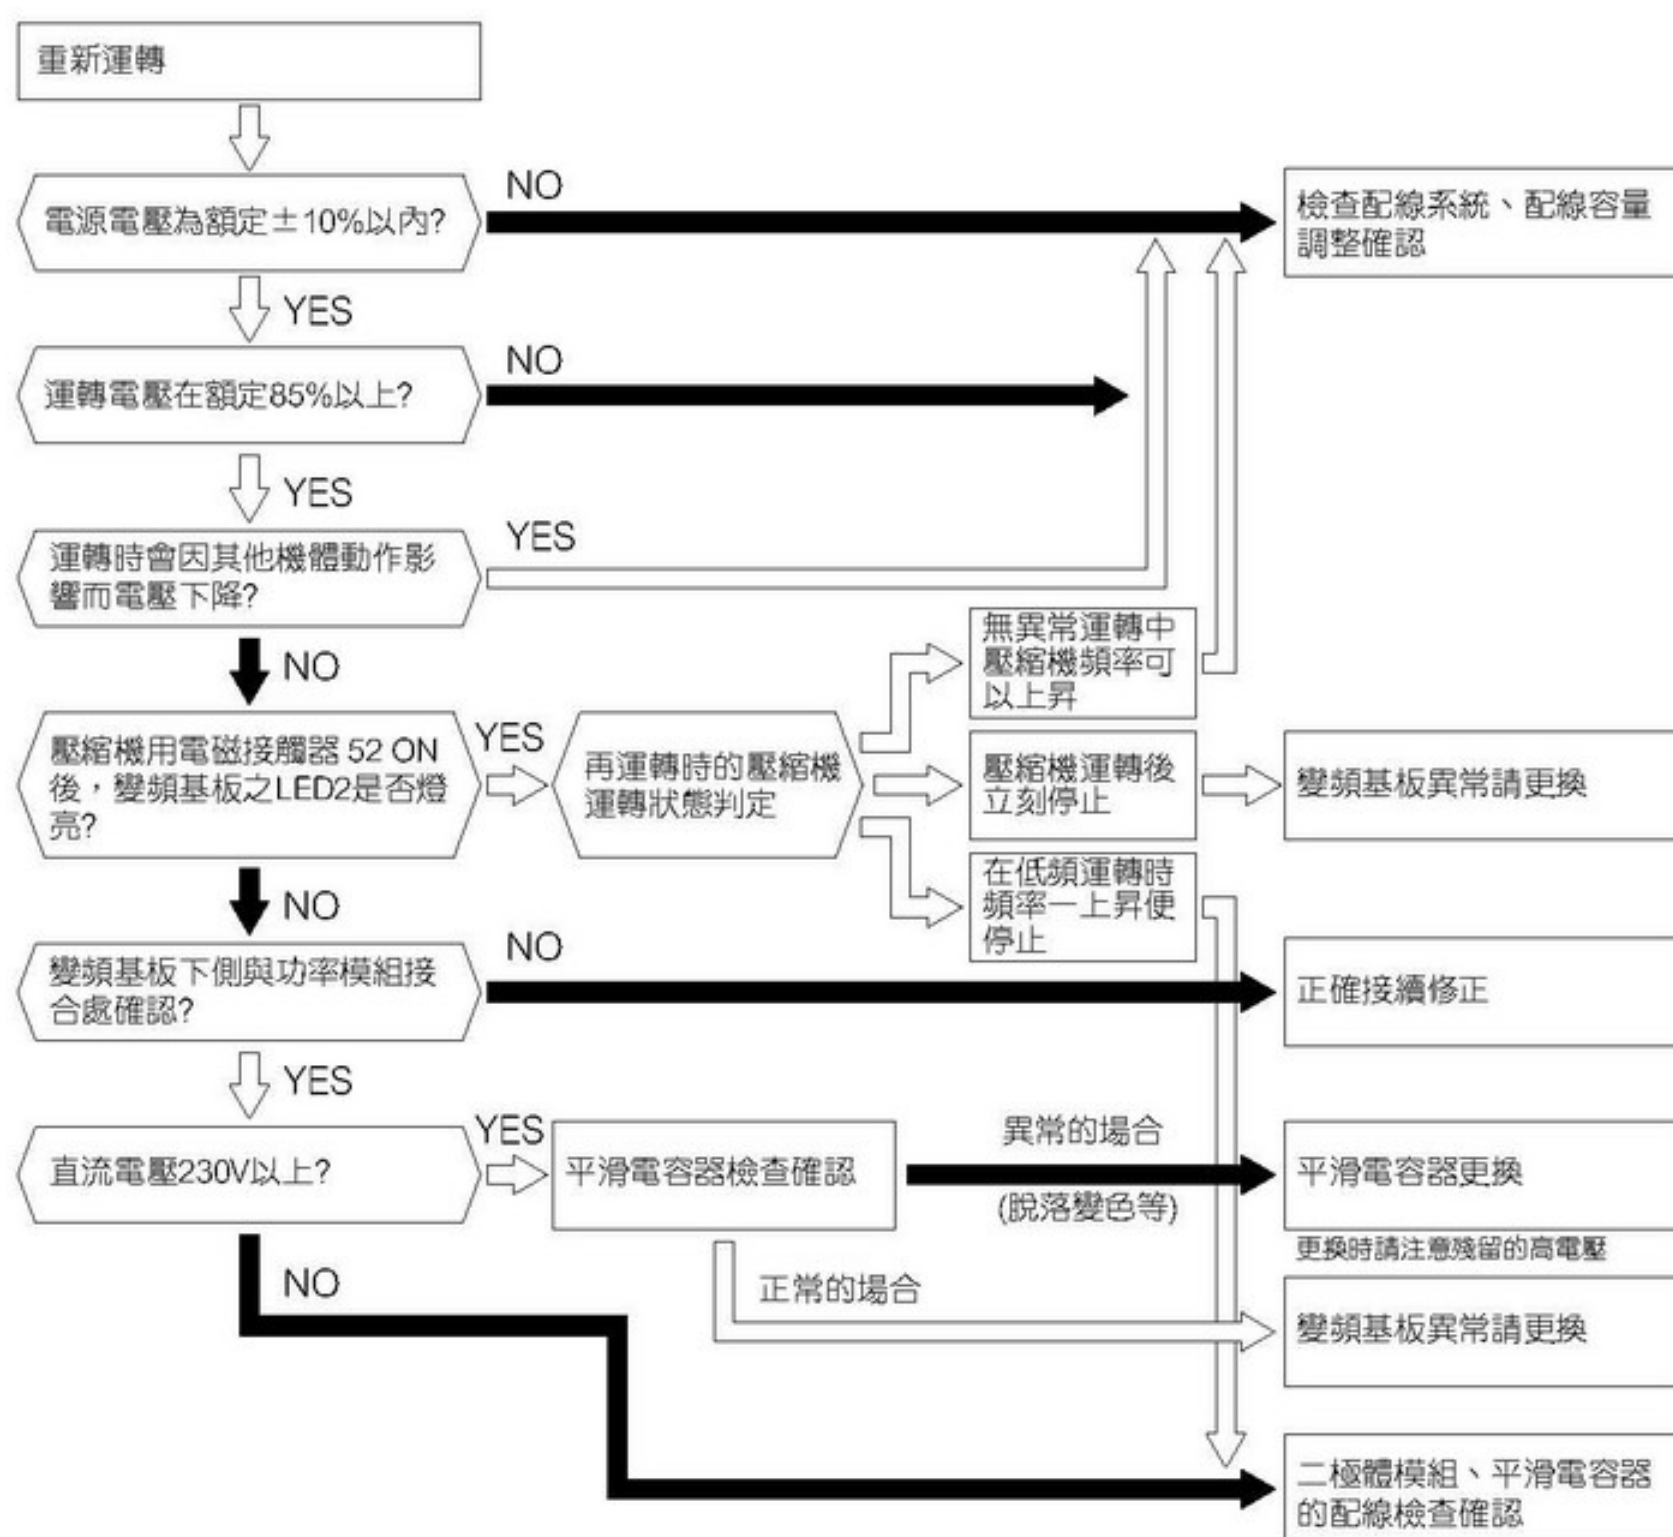 重新運轉
電源電壓為額定±10%以內?
NO
檢查配線系統、配線容量
調整確認
YES
運轉電壓在額定85%以上?
NO
YES
運轉時會因其他機體動作影
響而電壓下降?
YES
NO
壓縮機用電磁接觸器 52 ON
後，變頻基板之LED2是否燈
亮?
YES
再運轉時的壓縮機
運轉狀態判定
無異常運轉中
壓縮機頻率可
以上昇
壓縮機運轉後
立刻停止
變頻基板異常請更換
在低頻運轉時
頻率一上昇便
停止
NO
變頻基板下側與功率模組接
合處確認?
NO
正確接續修正
YES
直流電壓230V以上?
YES
平滑電容器檢查確認
異常的場合
(脫落變色等)
平滑電容器更換
更換時請注意殘留的高電壓
正常的場合
變頻基板異常請更換
NO
二極體模組、平滑電容器
的配線檢查確認